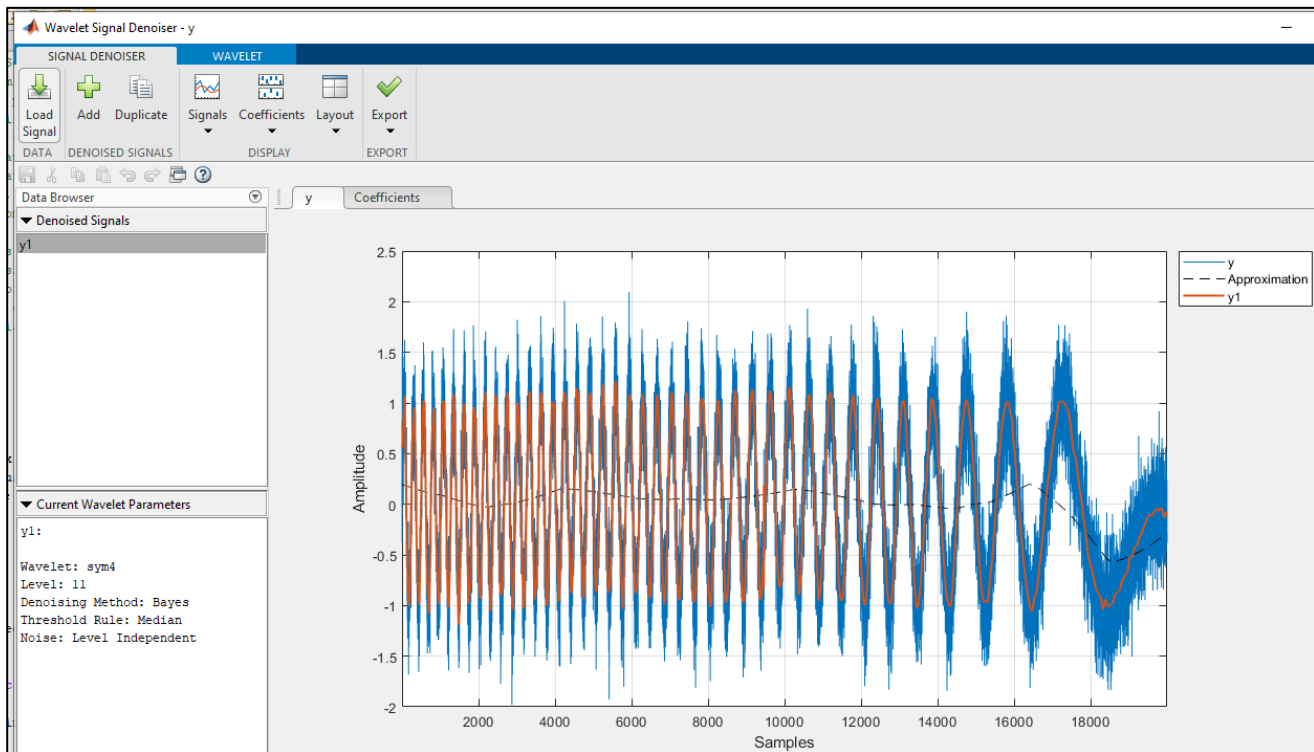 Wavelet Signal Denoiser - y
SIGNAL DENOISER WAVELET
Load Signal
Add
Duplicate
Signals
Coefficients
Layout
Export
DATA DENOISED SIGNALS DISPLAY EXPORT
Data Browser
y Coefficients
Denoised Signals
y1
Current Wavelet Parameters
y1:
Wavelet: sym4
Level: 11
Denoising Method: Bayes
Threshold Rule: Median
Noise: Level Independent
2.5
2
1.5
1
0.5
0
-0.5
-1
-1.5
-2
Amplitude
2000 4000 6000 8000 10000 12000 14000 16000 18000
Samples
y
Approximation
y1